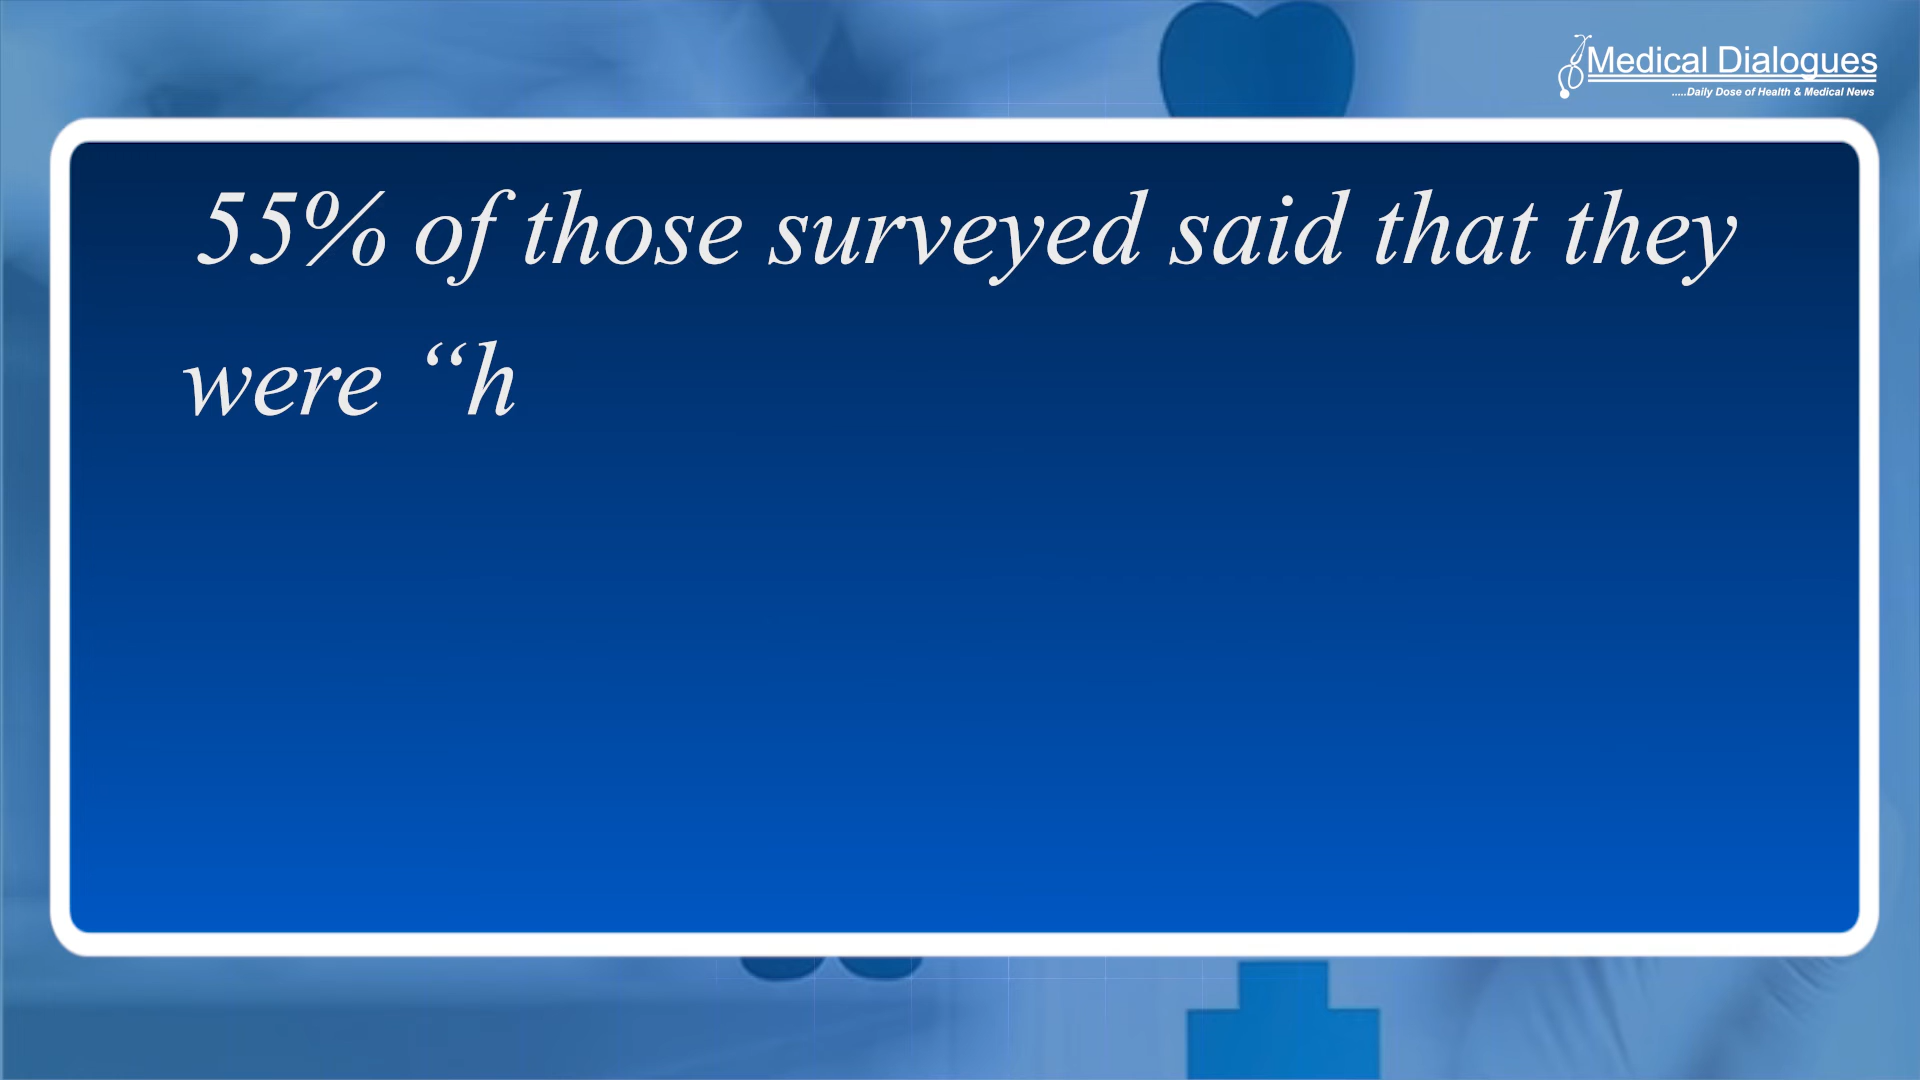 Medical Dialogues
.....Daily Dose of Health & Medical News
55% of those surveyed said that they
were “h